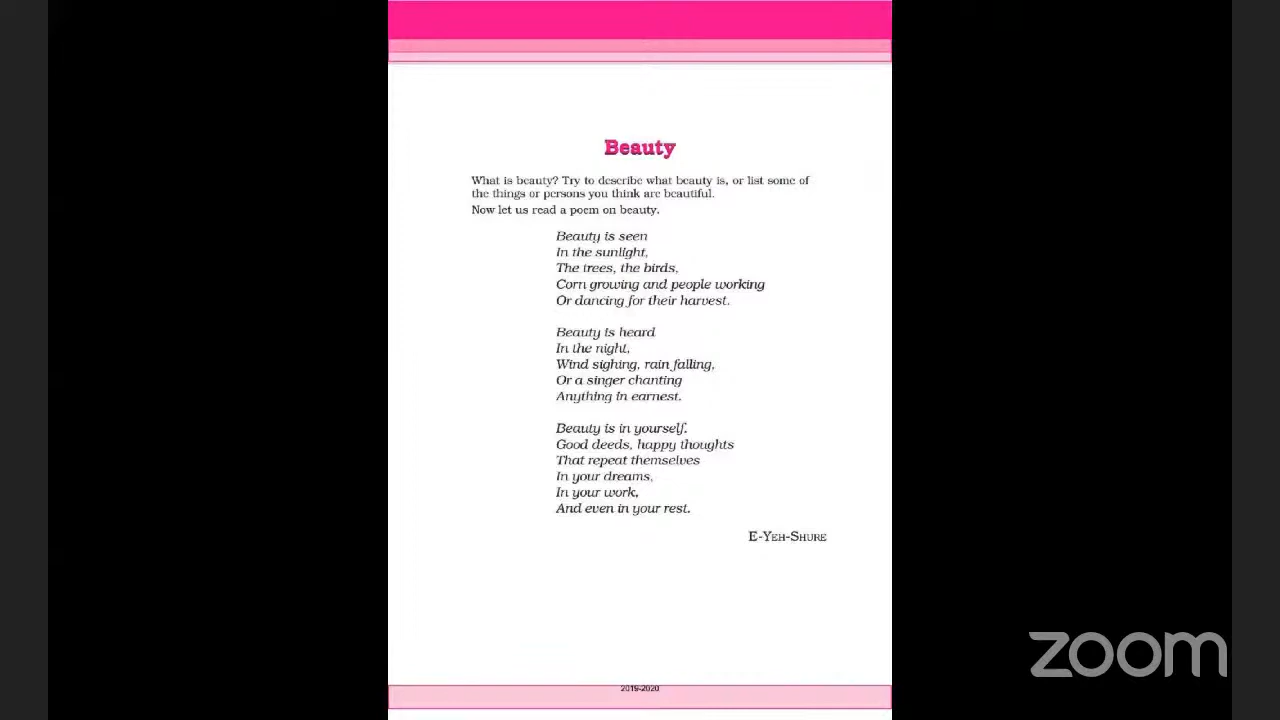 Beauty
What is beauty? Try to describe what beauty is, or list some of
the things or persons you think are beautiful.
Now let us read a poem on beauty.
Beauty is seen
In the sunlight,
The trees, the birds,
Corn growing and people working
Or dancing for their harvest.
Beauty is heard
In the night,
Wind sighing, rain falling,
Or a singer chanting
Anything in earnest.
Beauty is in yourself.
Good deeds, happy thoughts
That repeat themselves
In your dreams,
In your work,
And even in your rest.
E-YEH-SHURE
2019-2020
zoom